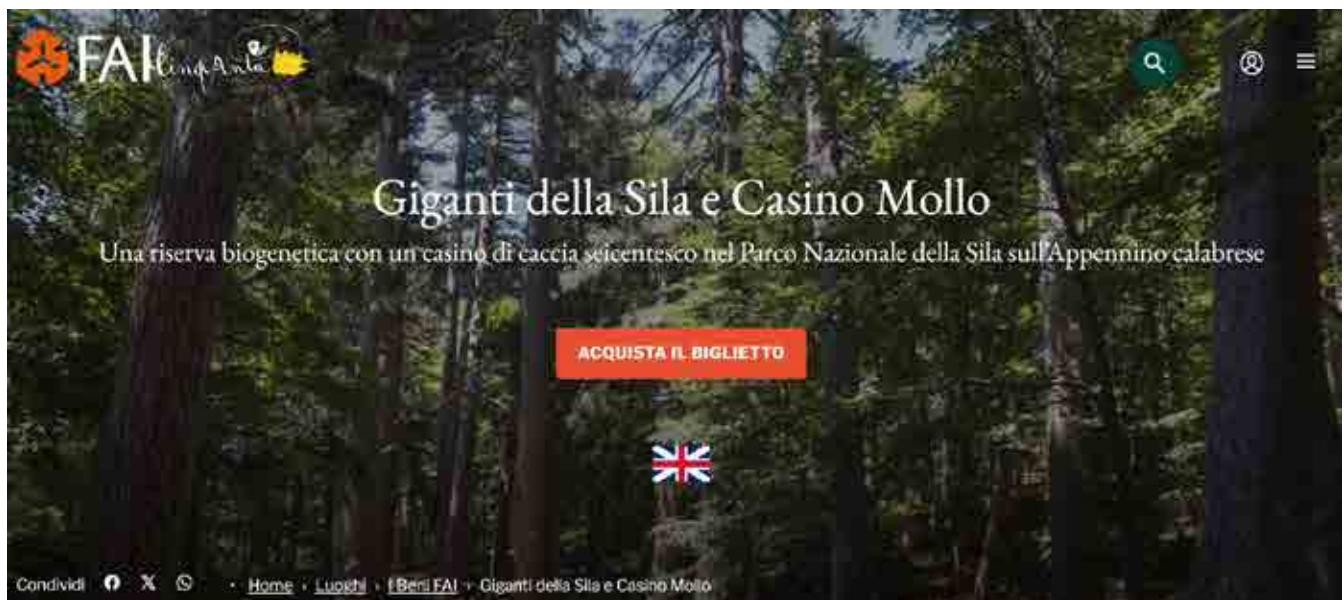 FAI cinquanta
Giganti della Sila e Casino Mollo
Una riserva biogenetica con un casino di caccia seicentesco nel Parco Nazionale della Sila sull'Appennino calabrese
ACQUISTA IL BIGLIETTO
Condividi • Home › Luoghi › I Beni FAI › Giganti della Sila e Casino Mollo